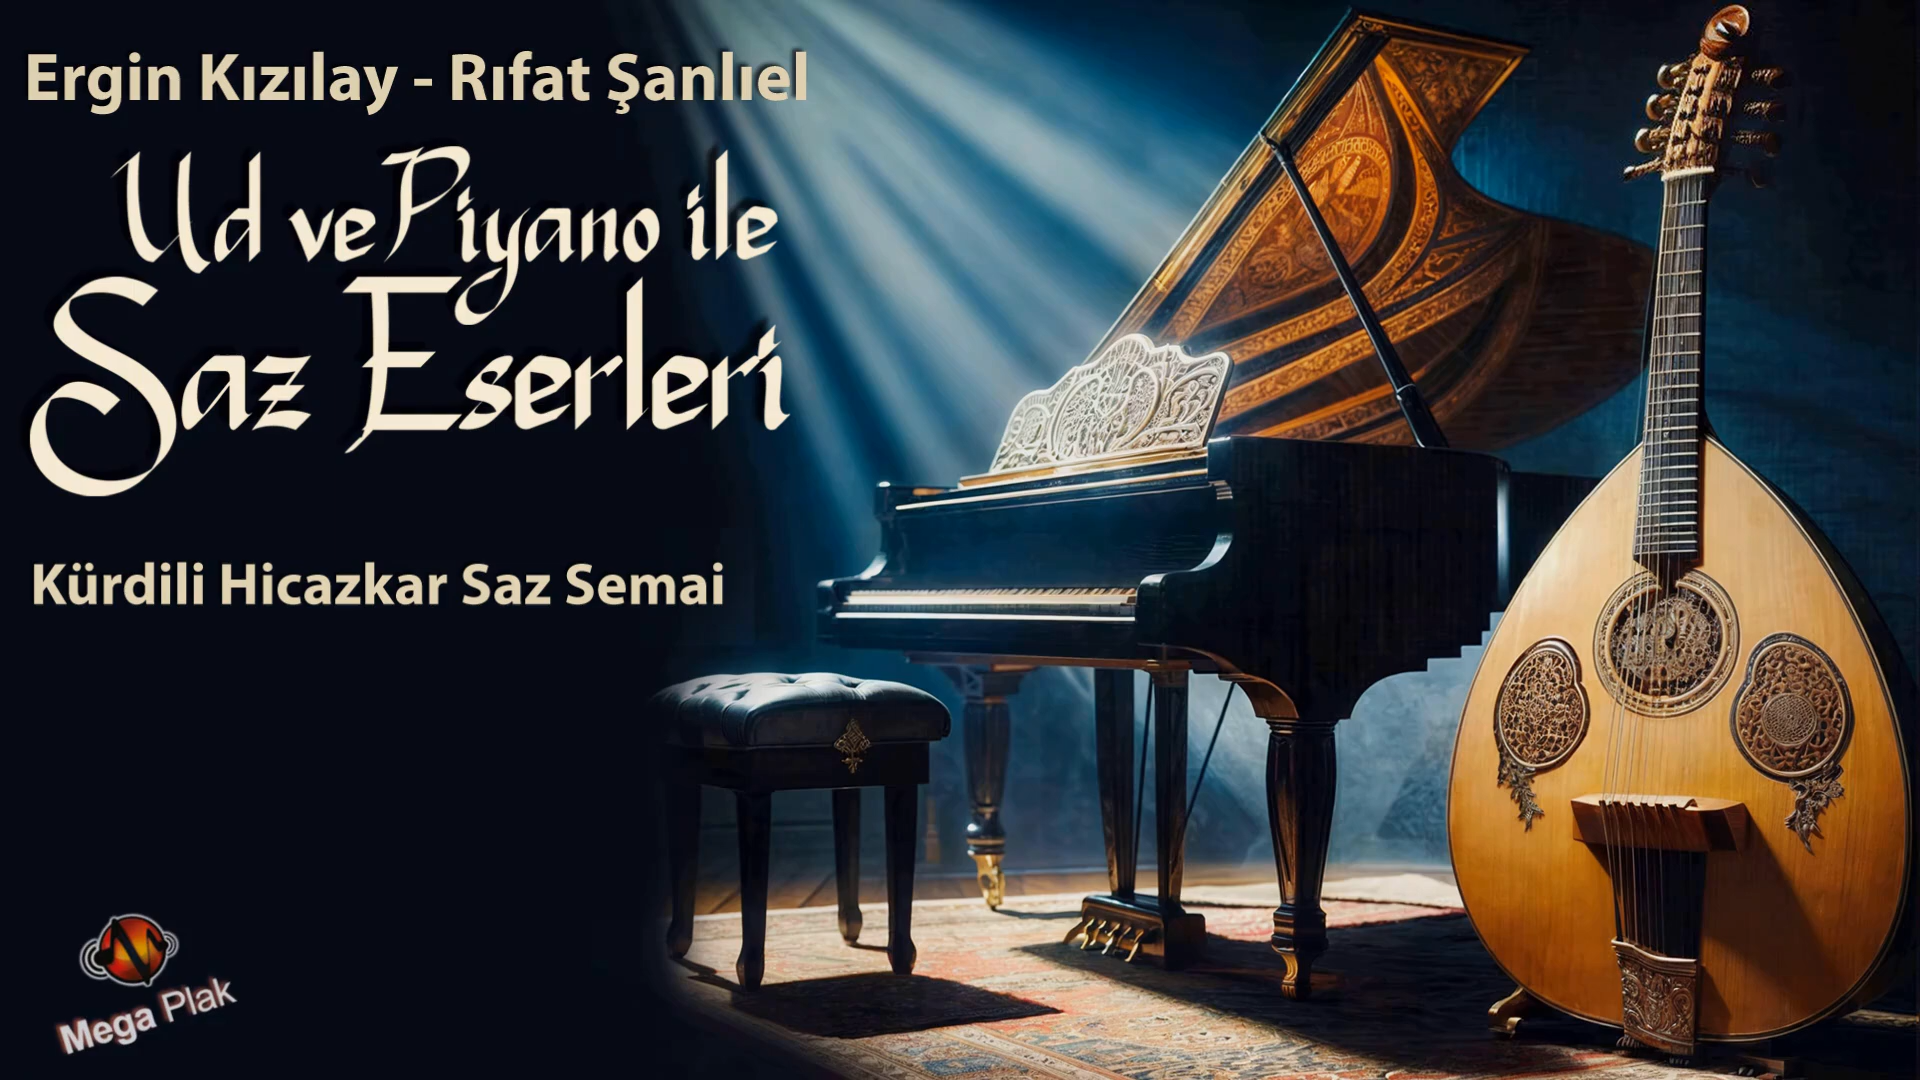 Ergin Kızılay - Rıfat Şanlıel
Ud ve Piyano ile
Saz Eserleri
Kürdili Hicazkar Saz Semai
Mega Plak